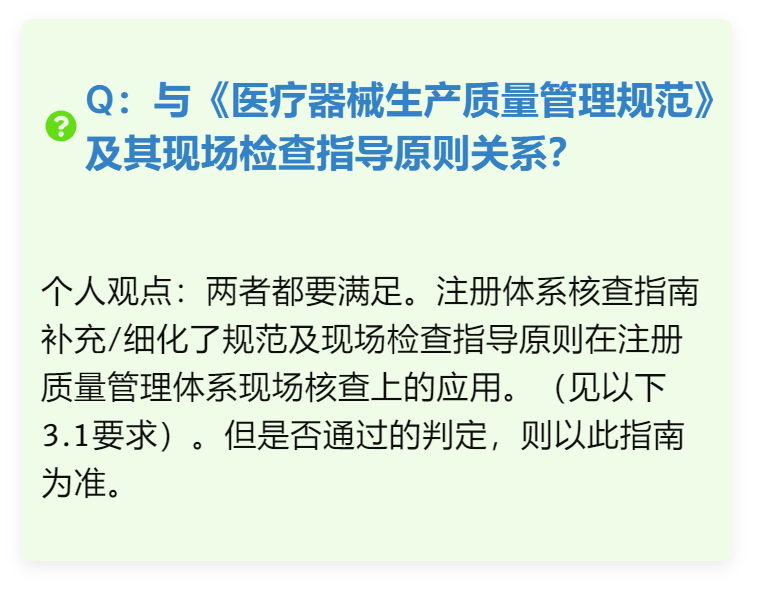 Q：与《医疗器械生产质量管理规范》
及其现场检查指导原则关系？
个人观点：两者都要满足。注册体系核查指南
补充/细化了规范及现场检查指导原则在注册
质量管理体系现场核查上的应用。（见以下
3.1要求）。但是否通过的判定，则以此指南
为准。